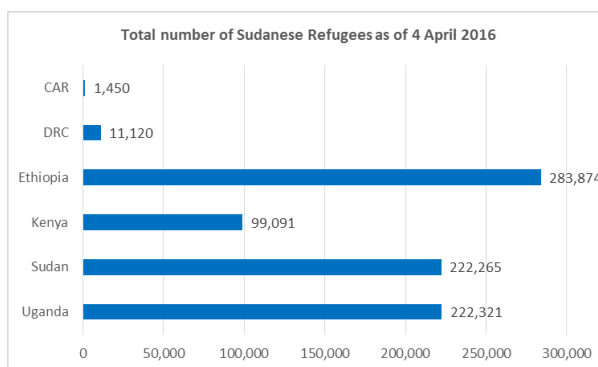 Total number of Sudanese Refugees as of 4 April 2016
CAR 1,450
DRC 11,120
Ethiopia 283,874
Kenya 99,091
Sudan 222,265
Uganda 222,321
0 50,000 100,000 150,000 200,000 250,000 300,000